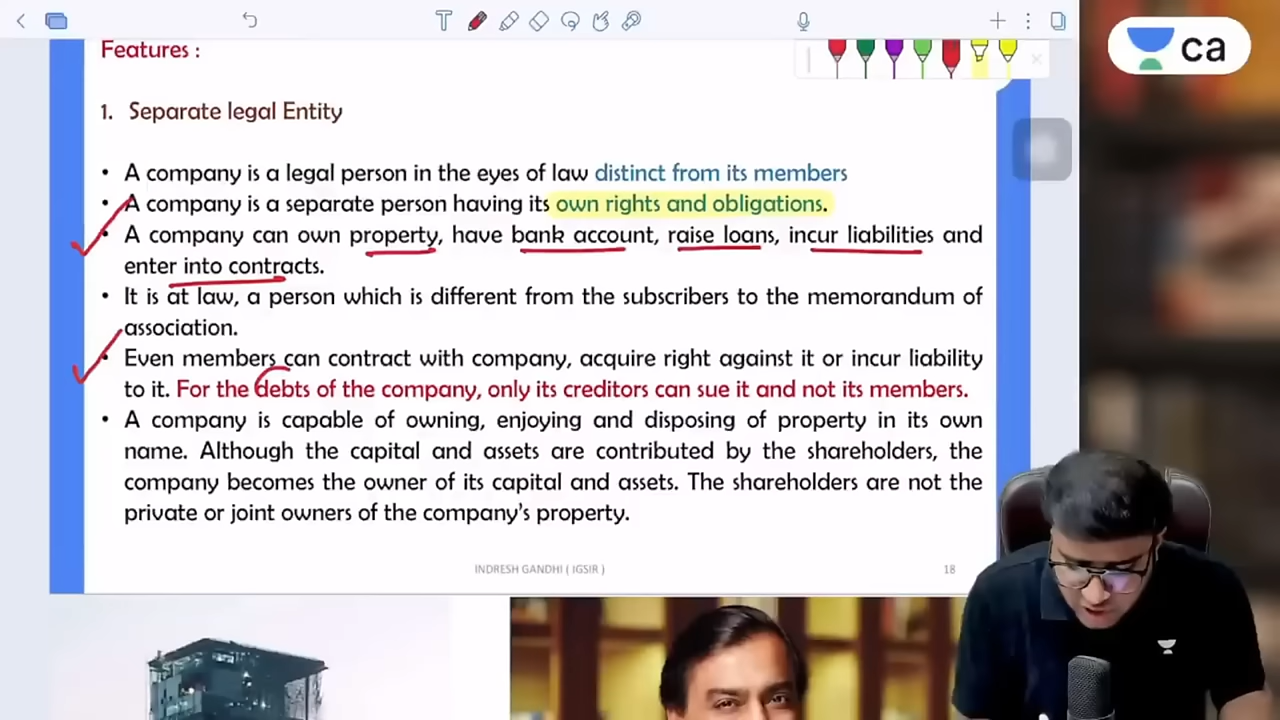 T
ca
Features :
1. Separate legal Entity
• A company is a legal person in the eyes of law distinct from its members
• A company is a separate person having its own rights and obligations.
• A company can own property, have bank account, raise loans, incur liabilities and
enter into contracts.
• It is at law, a person which is different from the subscribers to the memorandum of
association.
• Even members can contract with company, acquire right against it or incur liability
to it. For the debts of the company, only its creditors can sue it and not its members.
• A company is capable of owning, enjoying and disposing of property in its own
name. Although the capital and assets are contributed by the shareholders, the
company becomes the owner of its capital and assets. The shareholders are not the
private or joint owners of the company's property.
INDRESH GANDHI ( IGSIR )
18